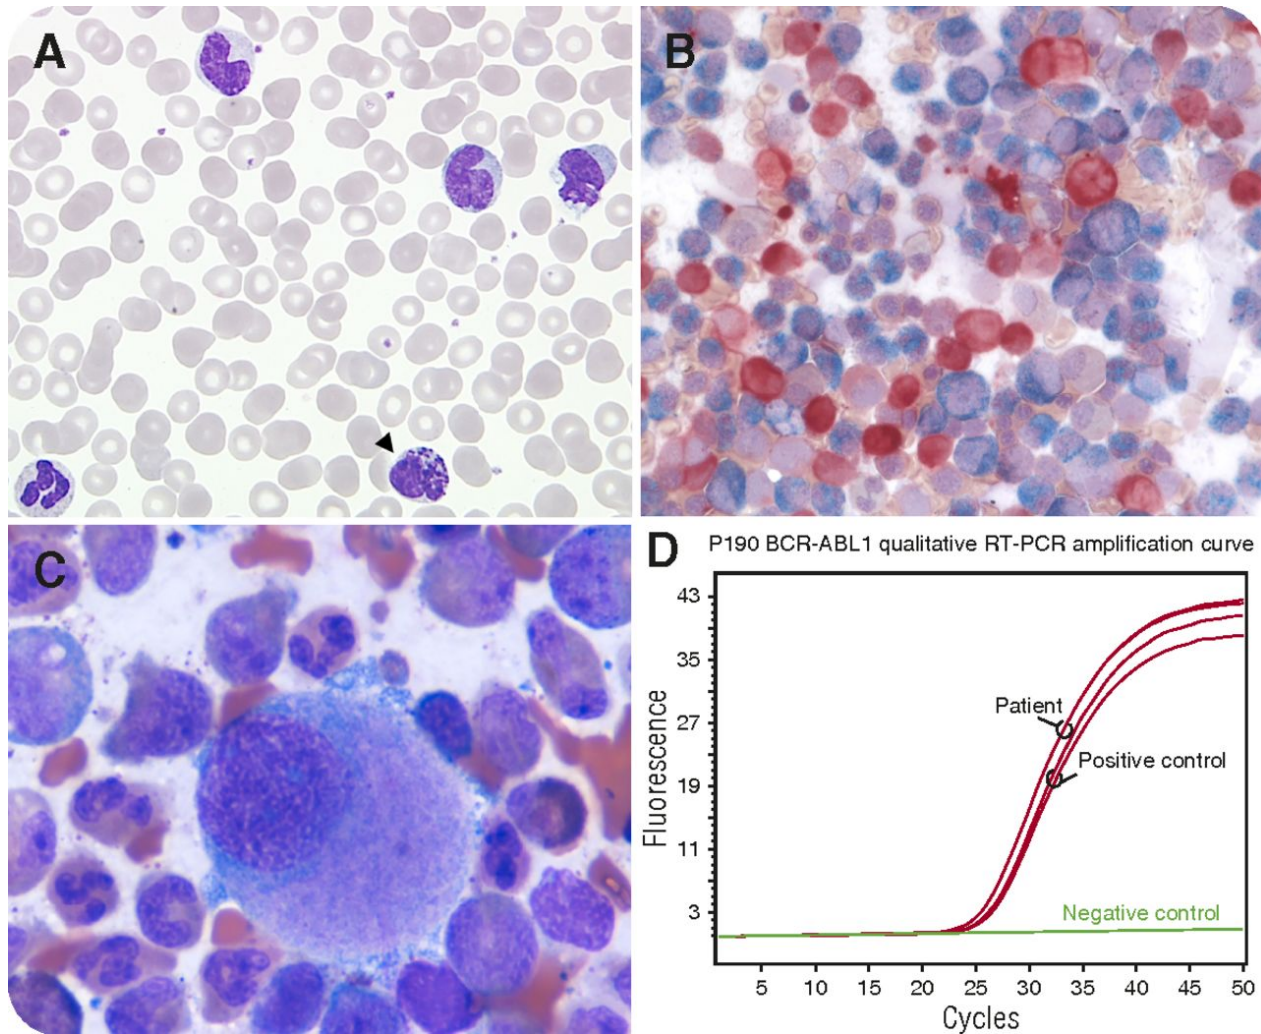 A
B
C
D
P190 BCR-ABL1 qualitative RT-PCR amplification curve
43
35
27
19
11
3
Fluorescence
Patient
Positive control
Negative control
5 10 15 20 25 30 35 40 45 50
Cycles